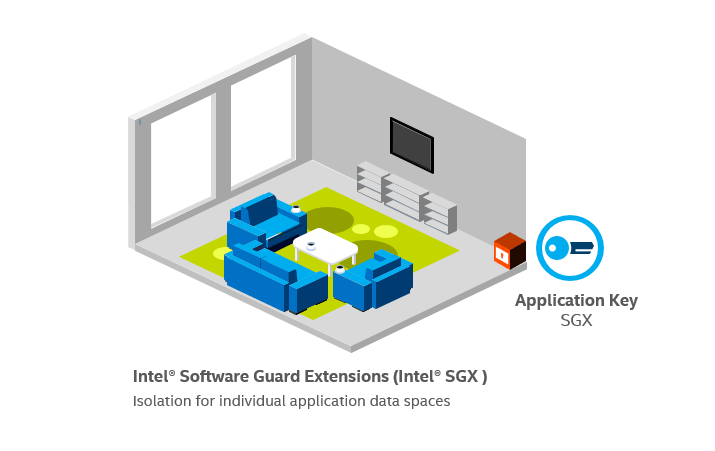 Application Key
SGX
Intel® Software Guard Extensions (Intel® SGX )
Isolation for individual application data spaces